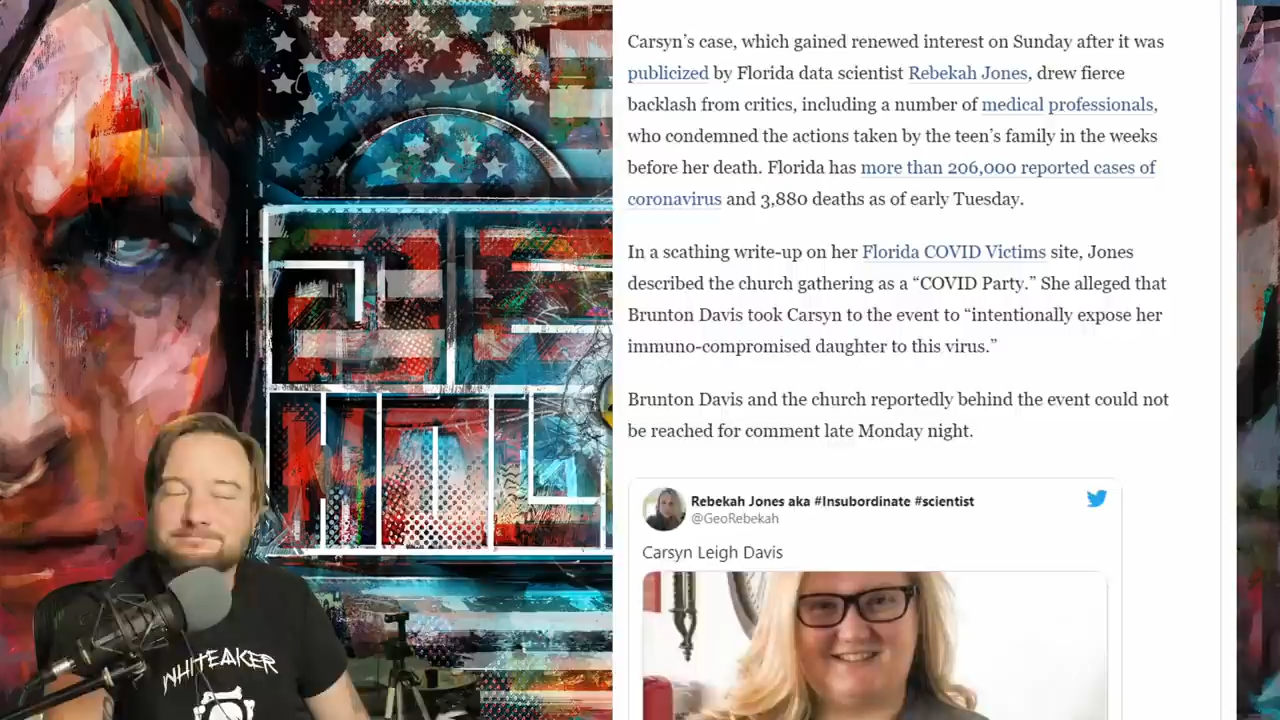 Carsyn’s case, which gained renewed interest on Sunday after it was
publicized by Florida data scientist Rebekah Jones, drew fierce
backlash from critics, including a number of medical professionals,
who condemned the actions taken by the teen’s family in the weeks
before her death. Florida has more than 206,000 reported cases of
coronavirus and 3,880 deaths as of early Tuesday.
In a scathing write-up on her Florida COVID Victims site, Jones
described the church gathering as a “COVID Party.” She alleged that
Brunton Davis took Carsyn to the event to “intentionally expose her
immuno-compromised daughter to this virus.”
Brunton Davis and the church reportedly behind the event could not
be reached for comment late Monday night.
Rebekah Jones aka #Insubordinate #scientist
@GeoRebekah
Carsyn Leigh Davis
WHITEAKER